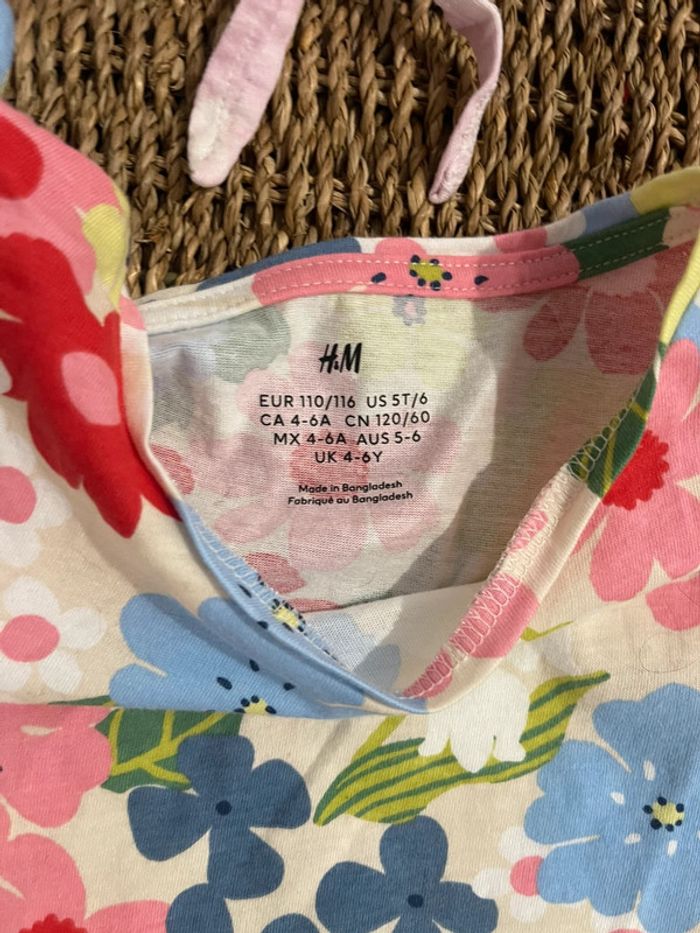 H&M
EUR 110/116 US 5T/6
CA 4-6A CN 120/60
MX 4-6A AUS 5-6
UK 4-6Y
Made in Bangladesh
Fabriqué au Bangladesh